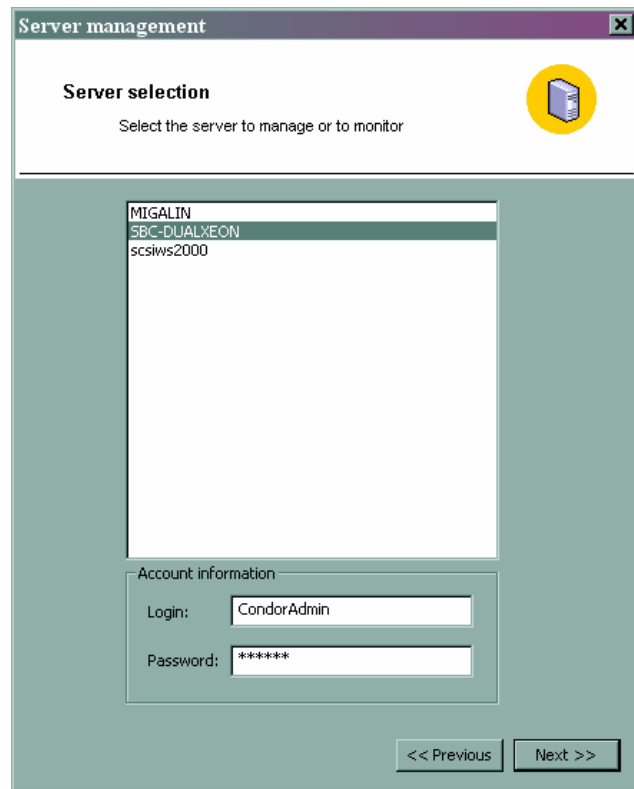 Server management
Server selection
Select the server to manage or to monitor
MIGALIN
SBC-DUALXEON
scsiws2000
Account information
Login: CondorAdmin
Password: ******
<< Previous Next >>